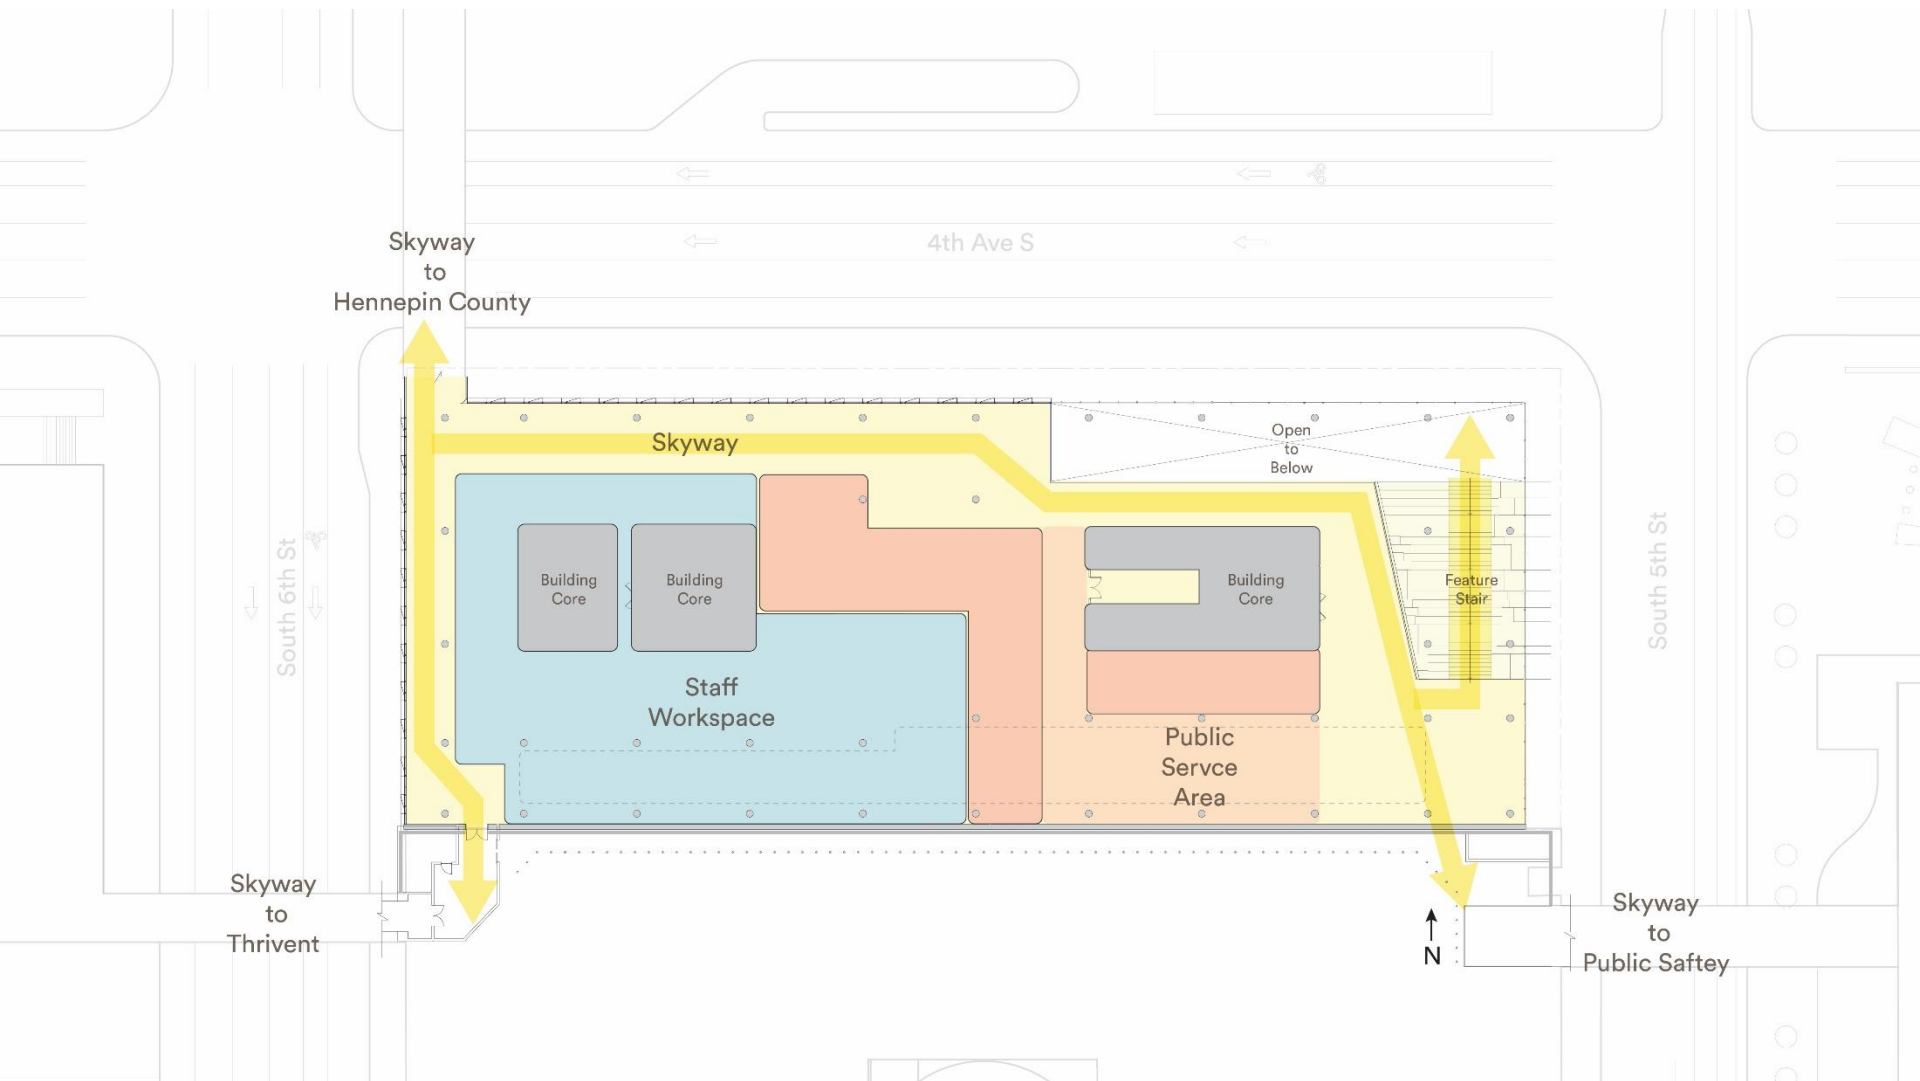 4th Ave S
Skyway
to
Hennepin County
Skyway
Open
to
Below
Building
Core
Building
Core
Building
Core
Feature
Stair
South 6th St
South 5th St
Staff
Workspace
Public
Servce
Area
Skyway
to
Thrivent
N
Skyway
to
Public Saftey